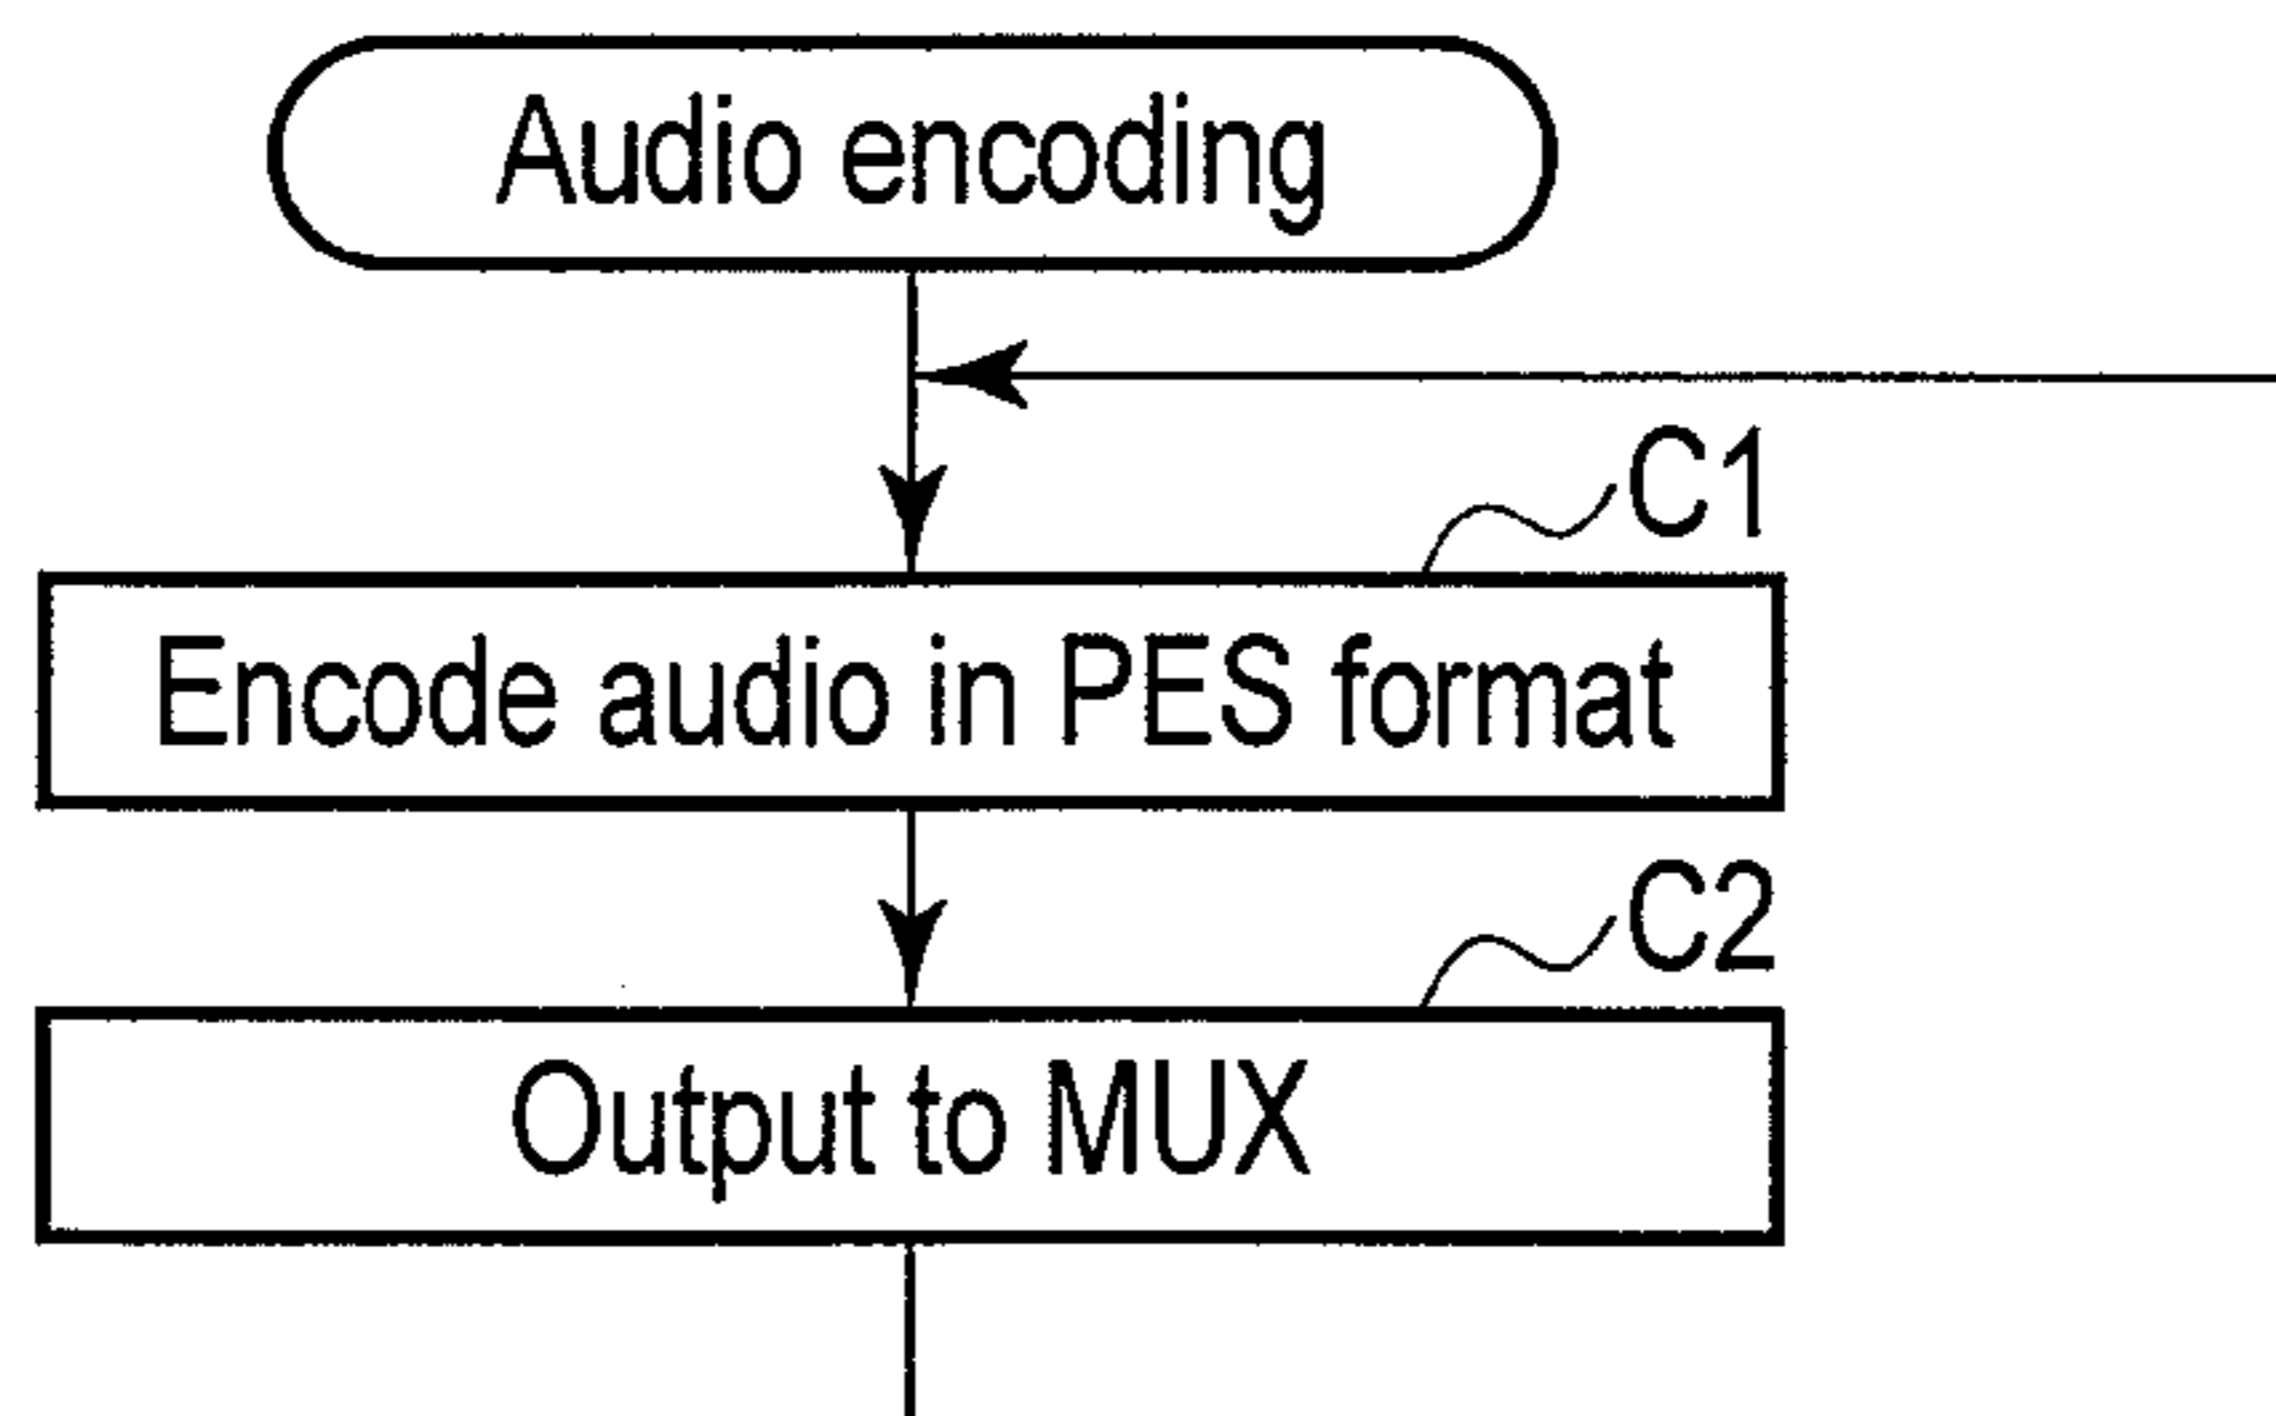 Audio encoding
C1
Encode audio in PES format
C2
Output to MUX